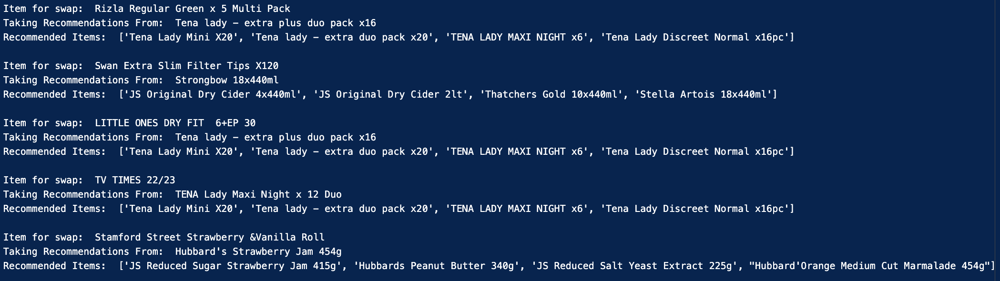 Item for swap:  Rizla Regular Green x 5 Multi Pack
Taking Recommendations From:  Tena lady – extra plus duo pack x16
Recommended Items:  ['Tena Lady Mini X20', 'Tena lady – extra duo pack x20', 'TENA LADY MAXI NIGHT x6', 'Tena Lady Discreet Normal x16pc']
Item for swap:  Swan Extra Slim Filter Tips X120
Taking Recommendations From:  Strongbow 18x440ml
Recommended Items:  ['JS Original Dry Cider 4x440ml', 'JS Original Dry Cider 2lt', 'Thatchers Gold 10x440ml', 'Stella Artois 18x440ml']
Item for swap:  LITTLE ONES DRY FIT  6+EP 30
Taking Recommendations From:  Tena lady – extra plus duo pack x16
Recommended Items:  ['Tena Lady Mini X20', 'Tena lady – extra duo pack x20', 'TENA LADY MAXI NIGHT x6', 'Tena Lady Discreet Normal x16pc']
Item for swap:  TV TIMES 22/23
Taking Recommendations From:  TENA Lady Maxi Night x 12 Duo
Recommended Items:  ['Tena Lady Mini X20', 'Tena lady – extra duo pack x20', 'TENA LADY MAXI NIGHT x6', 'Tena Lady Discreet Normal x16pc']
Item for swap:  Stamford Street Strawberry &Vanilla Roll
Taking Recommendations From:  Hubbard's Strawberry Jam 454g
Recommended Items:  ['JS Reduced Sugar Strawberry Jam 415g', 'Hubbards Peanut Butter 340g', 'JS Reduced Salt Yeast Extract 225g', "Hubbard'Orange Medium Cut Marmalade 454g"]